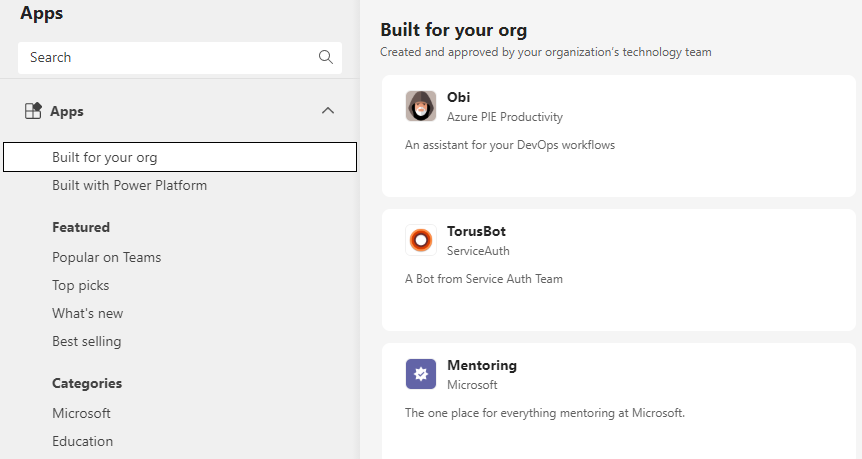 Apps
Search
Apps
Built for your org
Built with Power Platform
Featured
Popular on Teams
Top picks
What's new
Best selling
Categories
Microsoft
Education
Built for your org
Created and approved by your organization's technology team
Obi
Azure PIE Productivity
An assistant for your DevOps workflows
TorusBot
ServiceAuth
A Bot from Service Auth Team
Mentoring
Microsoft
The one place for everything mentoring at Microsoft.